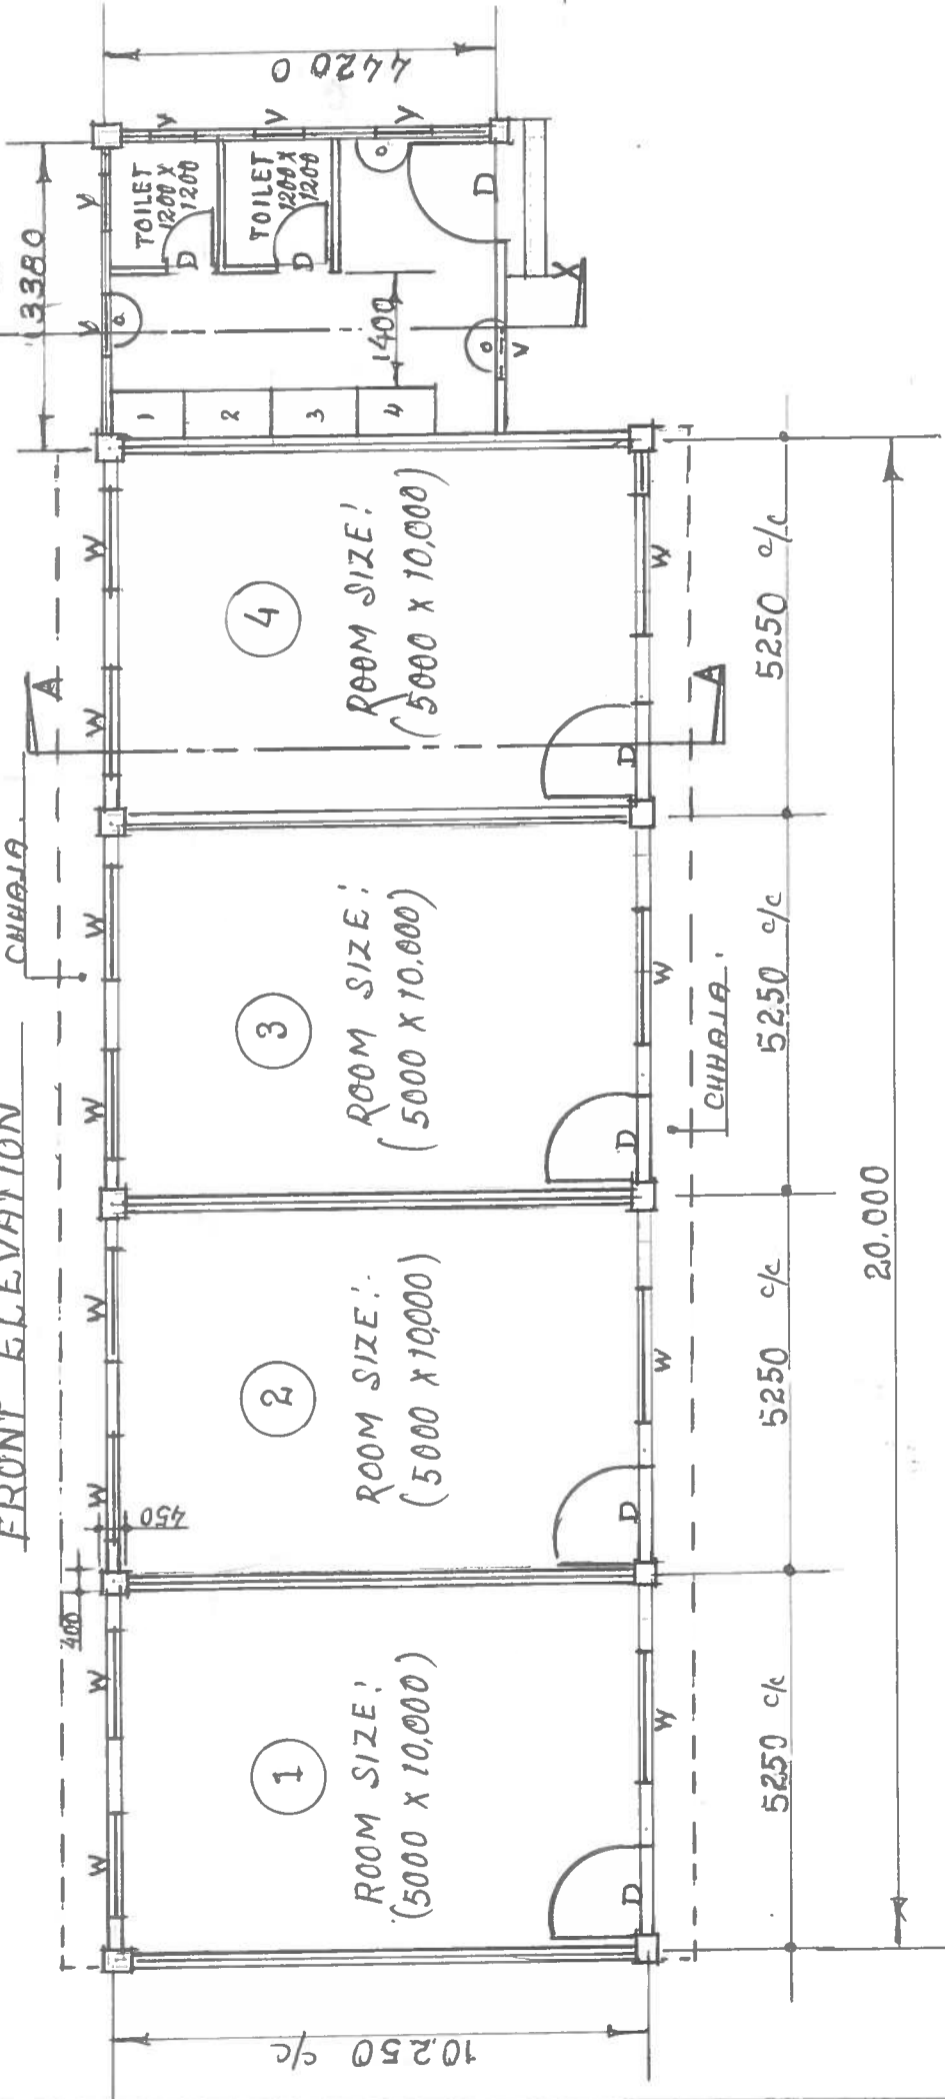 FRONT ELEVATION
CHHAJA.
3380
44200
400
450
W
W
W
W
W
W
W
W
V
V
V
V
V
TOILET
1200 X
1200
D
TOILET
1200 X
1200
D
1
2
3
4
1400
D
V
X
1
ROOM SIZE:
(5000 X 10,000)
2
ROOM SIZE:
(5000 X 10,000)
3
ROOM SIZE:
(5000 X 10,000)
4
ROOM SIZE:
(5000 X 10,000)
D
W
D
W
D
W
D
W
A
A
CHHAJA.
10,250 c/c
5250 c/c
5250 c/c
5250 c/c
5250 c/c
20.000